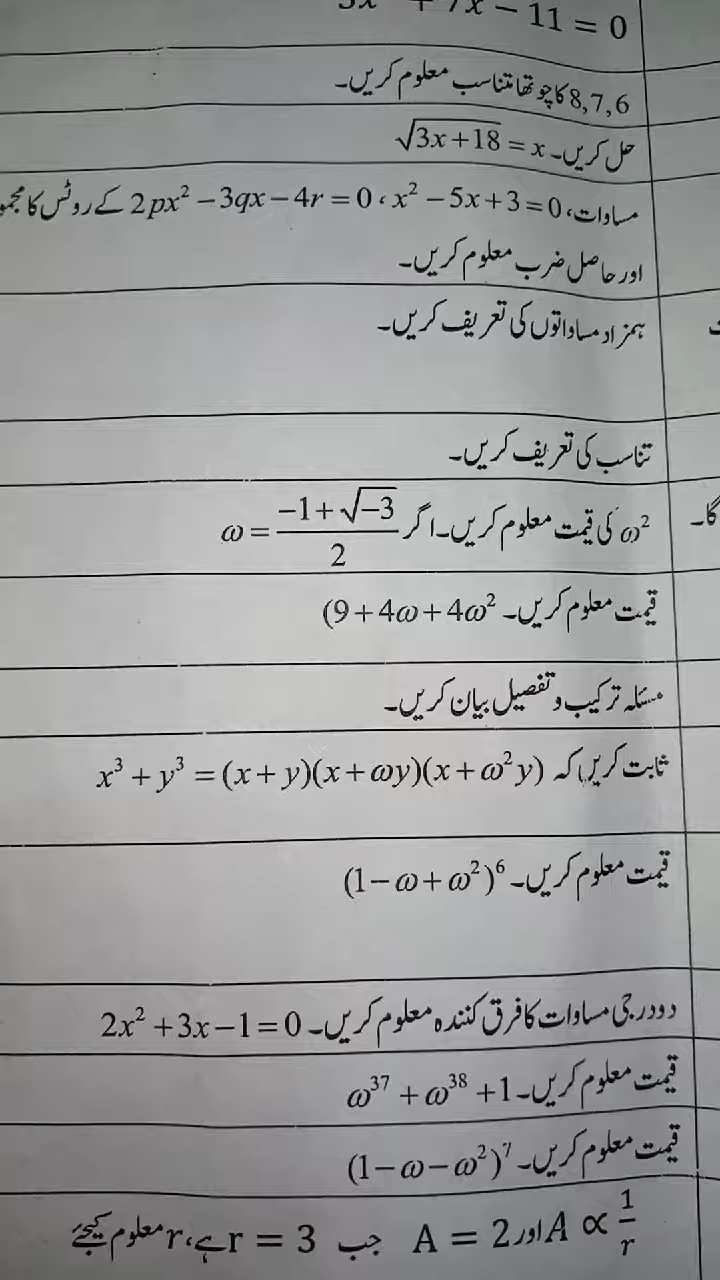 x + 7x − 11 = 0
8,7,6 کا چوتھا متناسب معلوم کریں۔
حل کریں۔ √(3x+18) = x
مساوات، x² − 5x + 3 = 0، 2px² − 3qx − 4r = 0 کے روٹس کا
اور حاصل ضرب معلوم کریں۔
ہمزاد مساواتوں کی تعریف کریں۔
تناسب کی تعریف کریں۔
ω² کی قیمت معلوم کریں۔ اگر ω = (−1+√−3)/2
گا۔
قیمت معلوم کریں۔ (9 + 4ω + 4ω²
مسئلہ ترکیب و تفصیل بیان کریں۔
ثابت کریں کہ x³ + y³ = (x + y)(x + ωy)(x + ω²y)
قیمت معلوم کریں۔ (1 − ω + ω²)⁶
دو درجی مساوات کا فرق کنندہ معلوم کریں۔ 2x² + 3x − 1 = 0
قیمت معلوم کریں۔ ω³⁷ + ω³⁸ + 1
قیمت معلوم کریں۔ (1 − ω − ω²)⁷
A ∝ 1/r اور A = 2 جب r = 3 ہے، r معلوم کیجئے